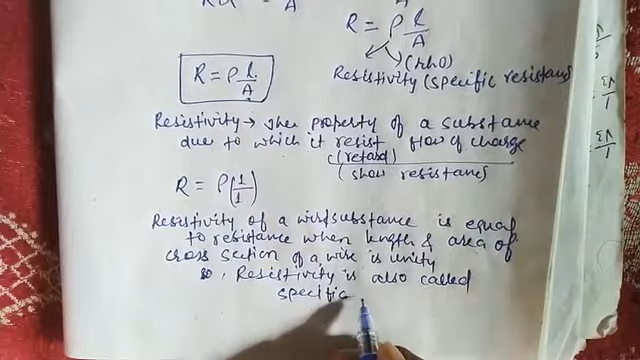 R = ρ l/A
(rho)
Resistivity (specific resistans)
R = ρ l/A
Resistivity → The property of a substance
due to which it resist flow of charge
(retard)
(show resistans)
R = ρ(1/1)
Resistivity of a wire/substance is equal
to resistance when length & area of
cross section of a wire is unity
so, Resistivity is also called
specific